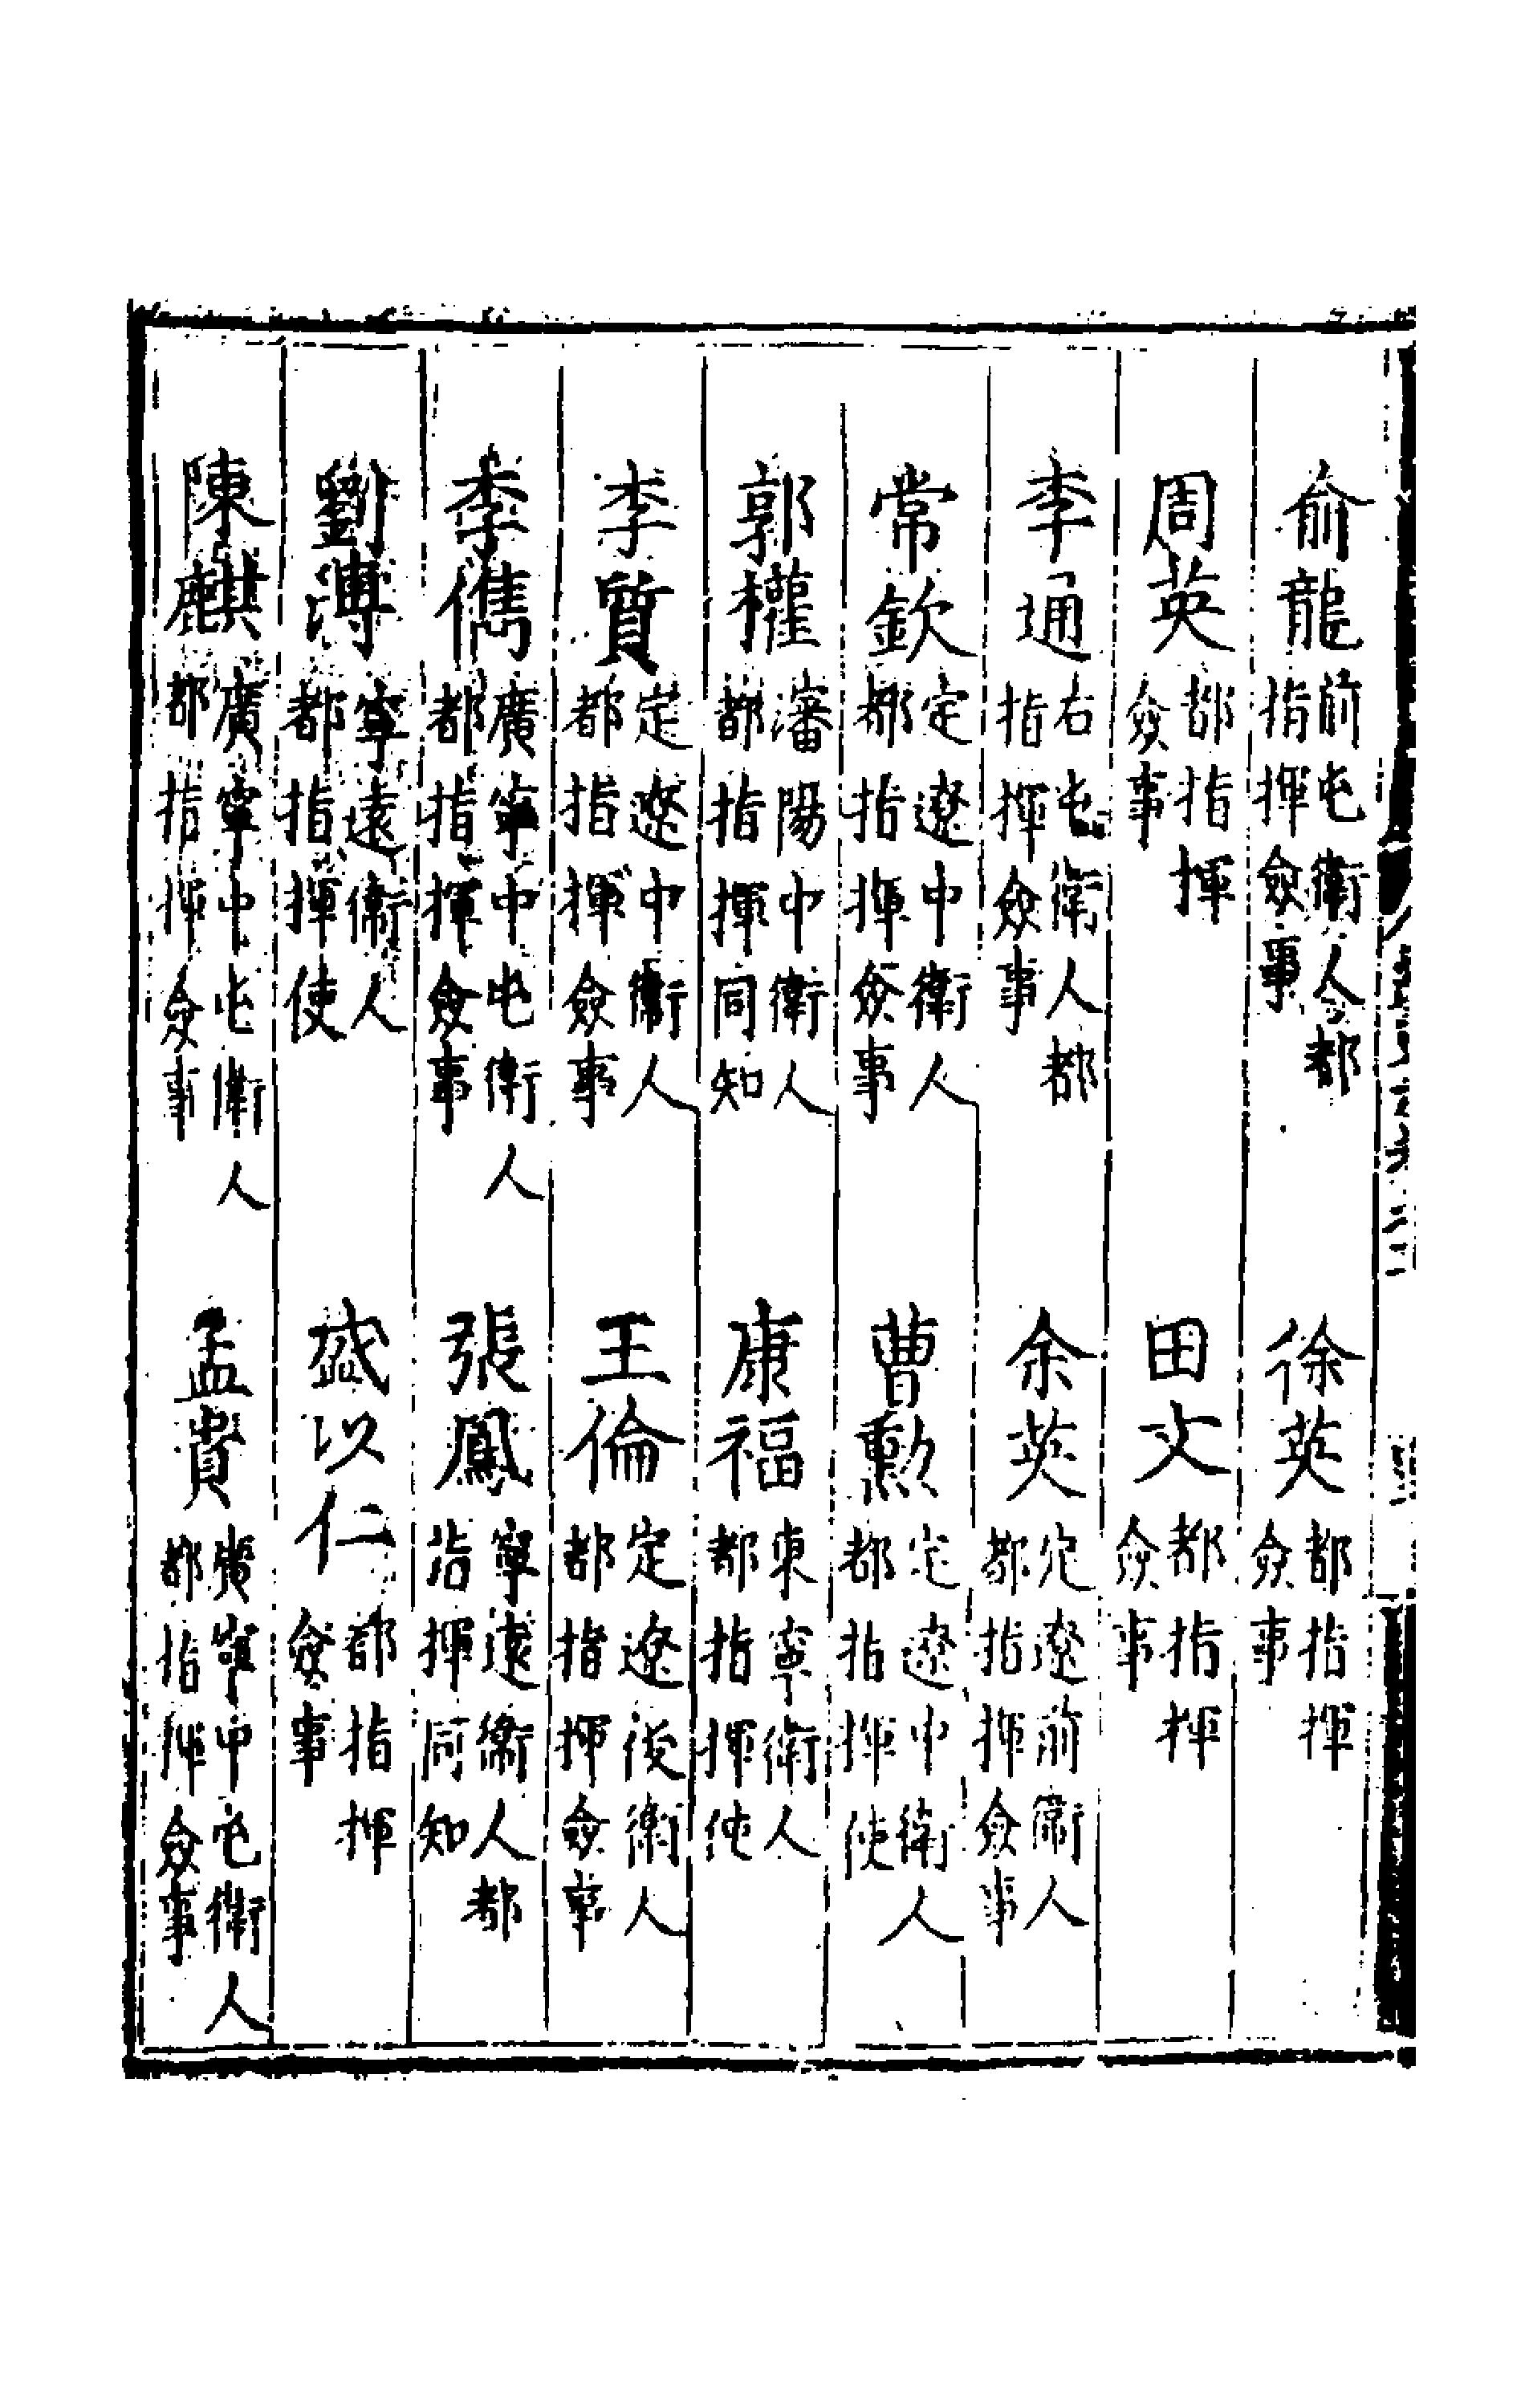 俞龍前屯衛人都指揮僉事 徐英都指揮僉事
周英都指揮僉事 田文都指揮僉事
李通右屯衛人都指揮僉事 余英定遼前衛人都指揮僉事
常欽定遼中衛人都指揮僉事 曹勲定遼中衛人都指揮使
郭權瀋陽中衛人都指揮同知 康福東寧衛人都指揮使
李質定遼中衛人都指揮僉事 王倫定遼後衛人都指揮僉事
李儁廣寧中屯衛人都指揮僉事 張鳳寧遠衛人都指揮同知
劉溥寧遠衛人都指揮使 盛以仁都指揮僉事
陳麒廣寧中屯衛人都指揮僉事 孟貴廣寧中屯衛人都指揮僉事